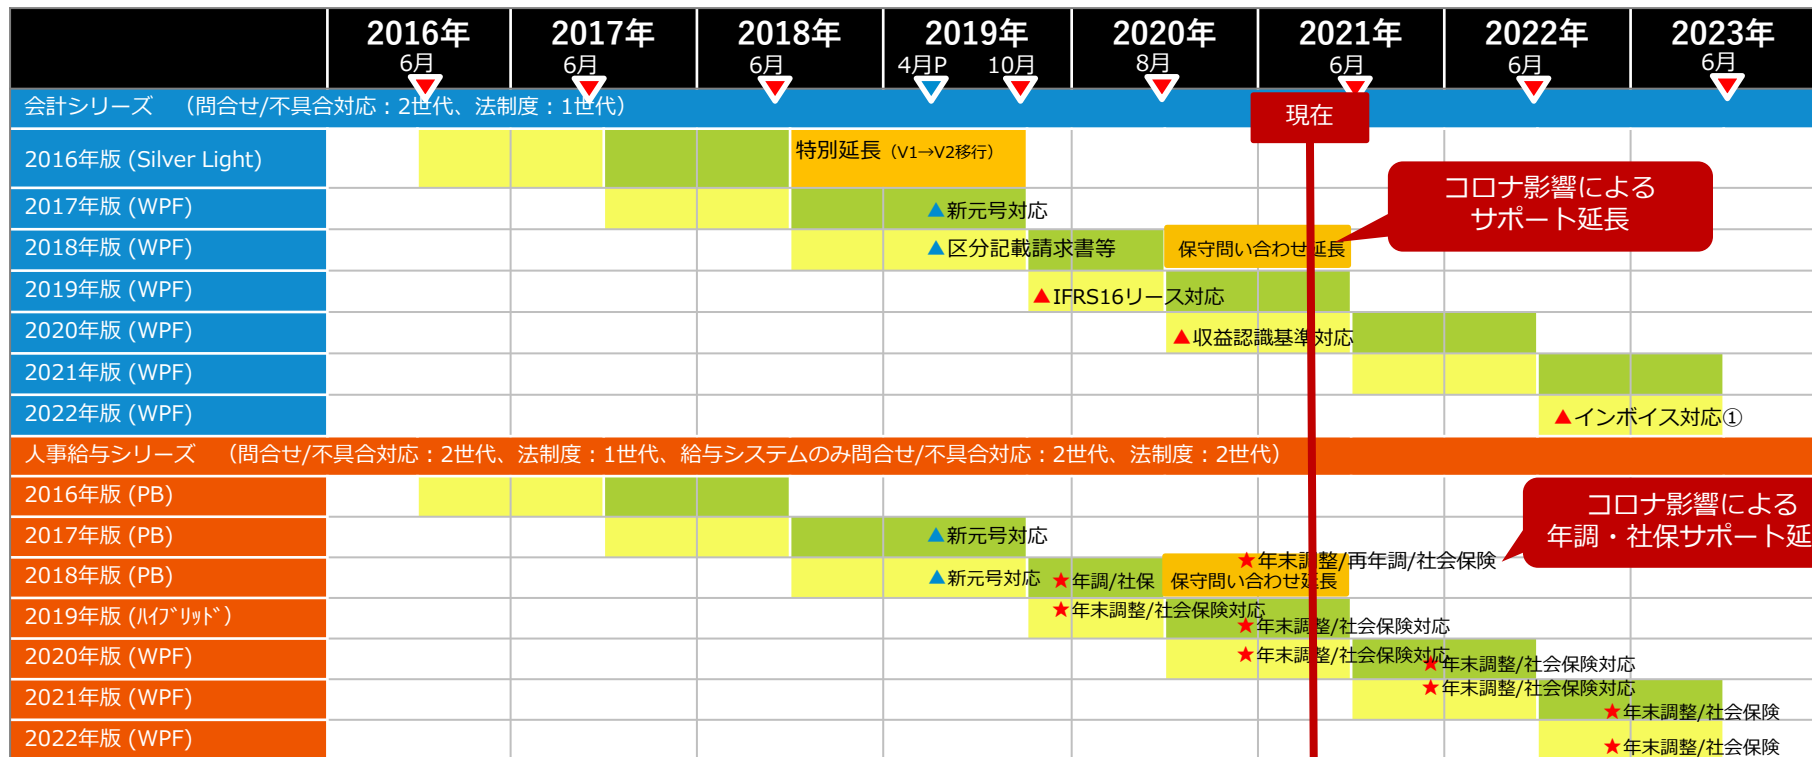 2016年 2017年 2018年 2019年 2020年 2021年 2022年 2023年
6月 6月 6月 4月P 10月 8月 6月 6月 6月
会計シリーズ （問合せ/不具合対応：2世代、法制度：1世代）
現在
2016年版 (Silver Light) 特別延長（V1→V2移行）
コロナ影響による
サポート延長
2017年版 (WPF) ▲新元号対応
2018年版 (WPF) ▲区分記載請求書等 保守問い合わせ延長
2019年版 (WPF) ▲IFRS16リース対応
2020年版 (WPF) ▲収益認識基準対応
2021年版 (WPF)
2022年版 (WPF) ▲インボイス対応①
人事給与シリーズ （問合せ/不具合対応：2世代、法制度：1世代、給与システムのみ問合せ/不具合対応：2世代、法制度：2世代）
2016年版 (PB)
コロナ影響による
年調・社保サポート延
2017年版 (PB) ▲新元号対応
★年末調整/再年調/社会保険
2018年版 (PB) ▲新元号対応 ★年調/社保 保守問い合わせ延長
2019年版 (ﾊｲﾌﾞﾘｯﾄﾞ) ★年末調整/社会保険対応 ★年末調整/社会保険対応
2020年版 (WPF) ★年末調整/社会保険対応 ★年末調整/社会保険対応
2021年版 (WPF) ★年末調整/社会保険対応 ★年末調整/社会保険
2022年版 (WPF) ★年末調整/社会保険